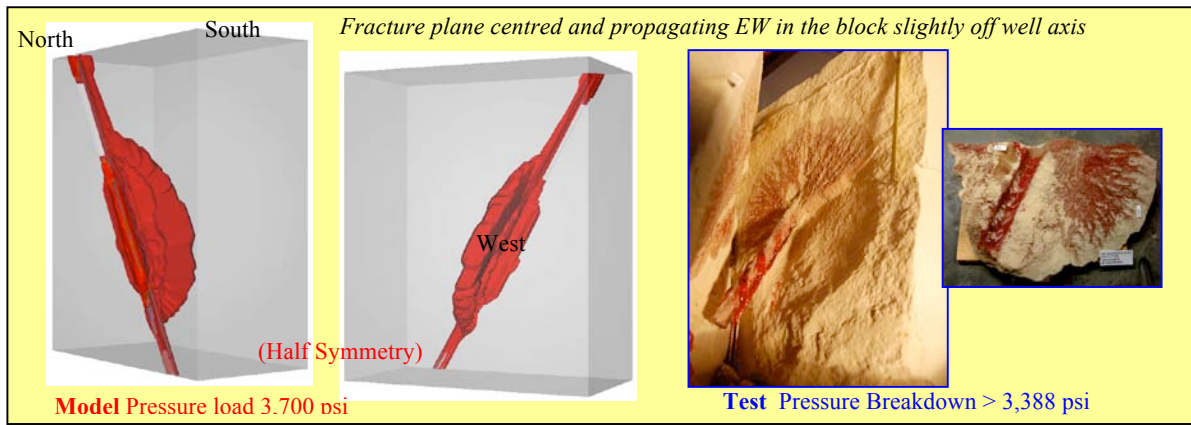 Fracture plane centred and propagating EW in the block slightly off well axis
North
South
West
(Half Symmetry)
Model Pressure load 3,700 psi
Test Pressure Breakdown > 3,388 psi